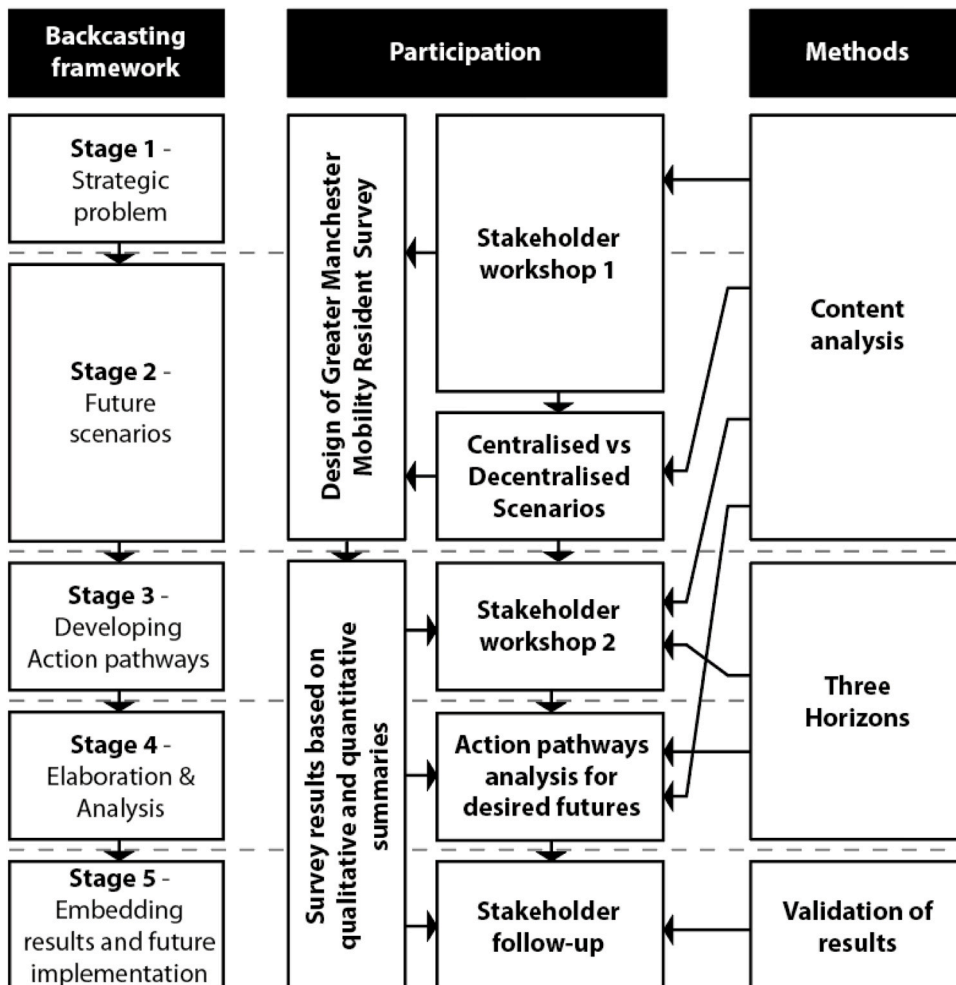 Backcasting
framework
Participation
Methods
Stage 1 -
Strategic
problem
Stage 2 -
Future
scenarios
Stage 3 -
Developing
Action pathways
Stage 4 -
Elaboration &
Analysis
Stage 5 -
Embedding
results and future
implementation
Design of Greater Manchester
Mobility Resident Survey
Survey results based on
qualitative and quantitative
summaries
Stakeholder
workshop 1
Centralised vs
Decentralised
Scenarios
Stakeholder
workshop 2
Action pathways
analysis for
desired futures
Stakeholder
follow-up
Content
analysis
Three
Horizons
Validation of
results